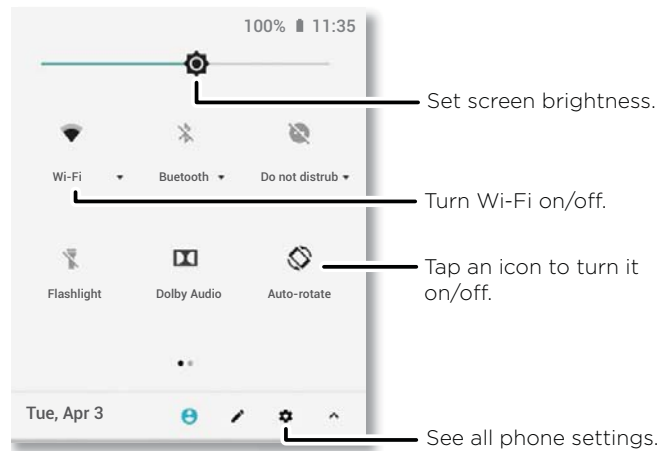 100% 11:35
Set screen brightness.
Wi-Fi Buetooth Do not distrub
Turn Wi-Fi on/off.
Tap an icon to turn it
on/off.
Flashlight Dolby Audio Auto-rotate
Tue, Apr 3
See all phone settings.